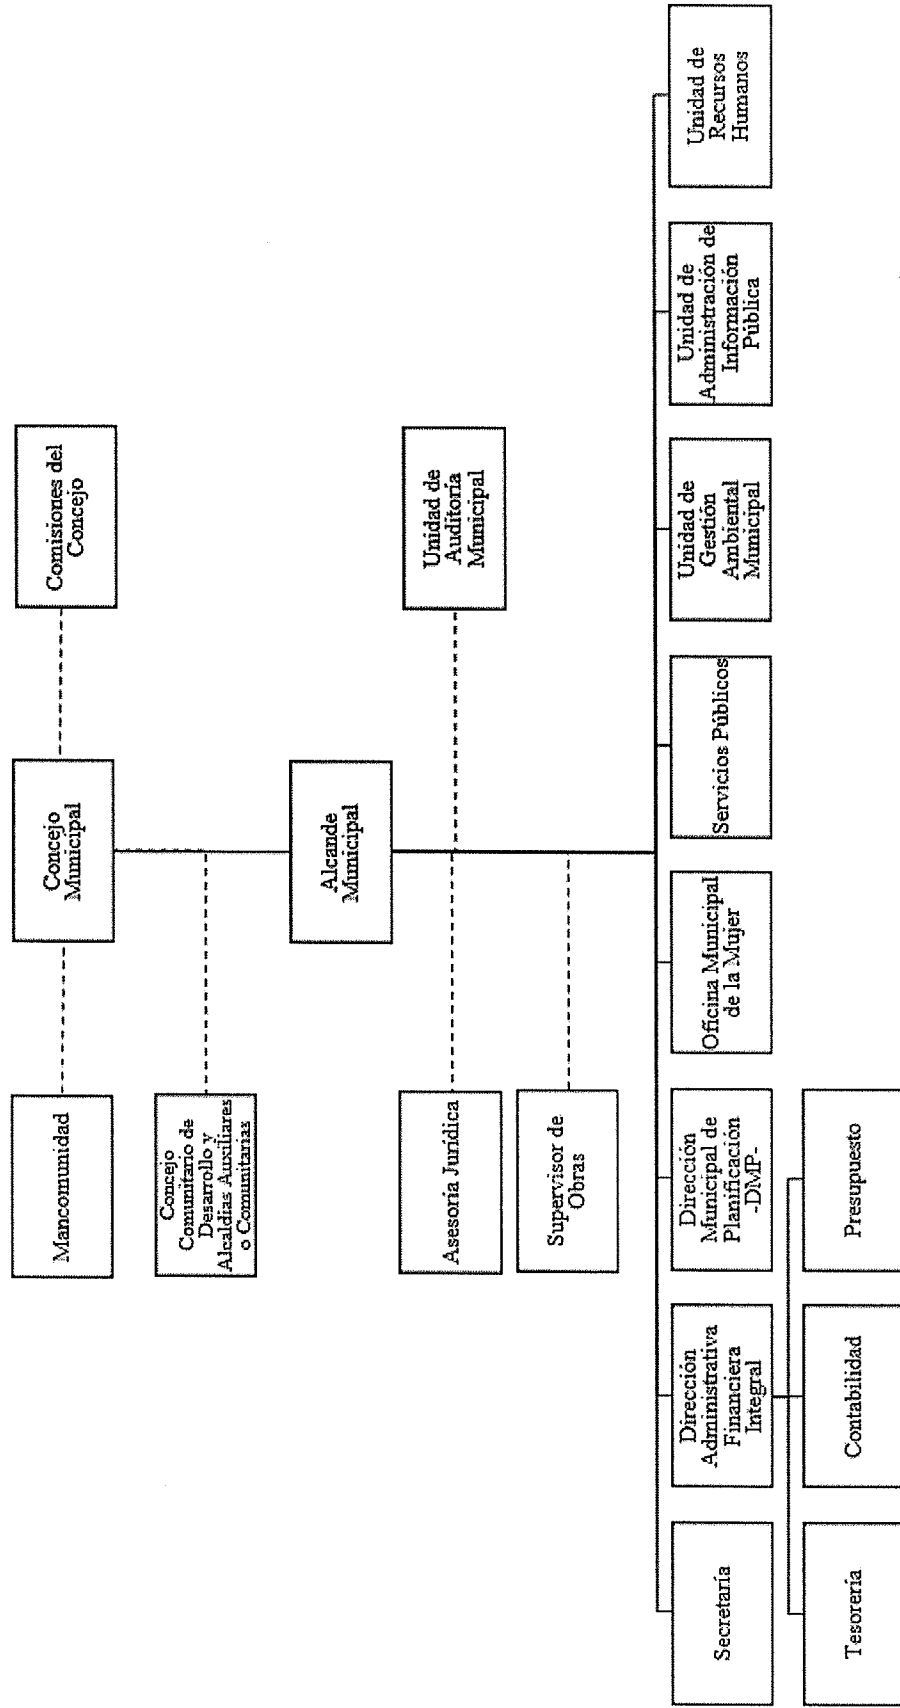 Concejo
Municipal
Comisiones del
Concejo
Mancomunidad
Concejo
Comunitario de
Desarrollo y
Alcaldías Auxiliares
o Comunitarias
Alcande
Municipal
Asesoría Jurídica
Unidad de
Auditoría
Municipal
Supervisor de
Obras
Secretaría
Dirección
Administrativa
Financiera
Integral
Dirección
Municipal de
Planificación
-DMP-
Oficina Municipal
de la Mujer
Servicios Públicos
Unidad de
Gestión
Ambiental
Municipal
Unidad de
Administración de
Información
Pública
Unidad de
Recursos
Humanos
Tesorería
Contabilidad
Presupuesto